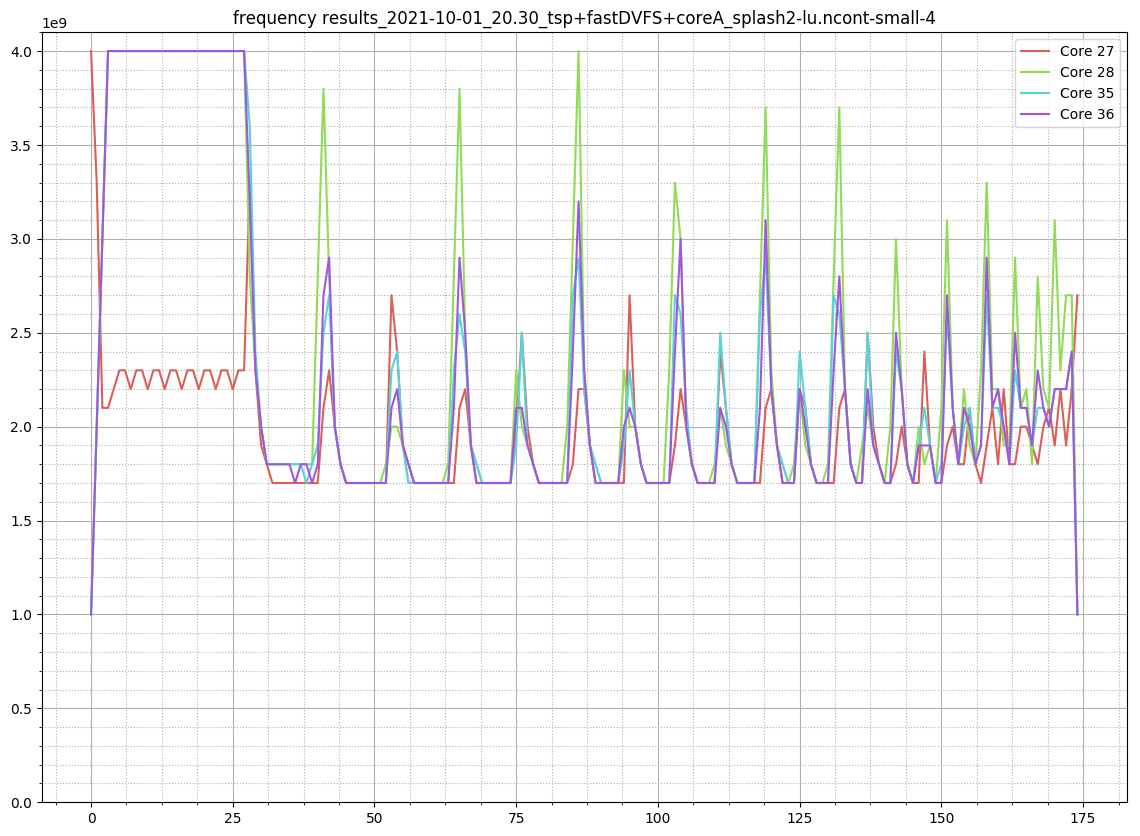 frequency results_2021-10-01_20.30_tsp+fastDVFS+coreA_splash2-lu.ncont-small-4
1e9
Core 27
Core 28
Core 35
Core 36
4.0
3.5
3.0
2.5
2.0
1.5
1.0
0.5
0.0
0 25 50 75 100 125 150 175